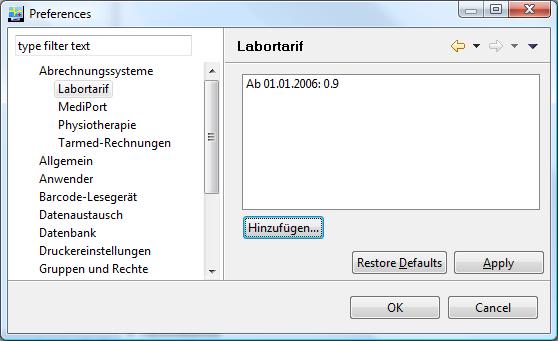 Preferences
type filter text
Abrechnungssysteme
Labortarif
MediPort
Physiotherapie
Tarmed-Rechnungen
Allgemein
Anwender
Barcode-Lesegerät
Datenaustausch
Datenbank
Druckereinstellungen
Gruppen und Rechte
Labortarif
Ab 01.01.2006: 0.9
Hinzufügen...
Restore Defaults
Apply
OK
Cancel